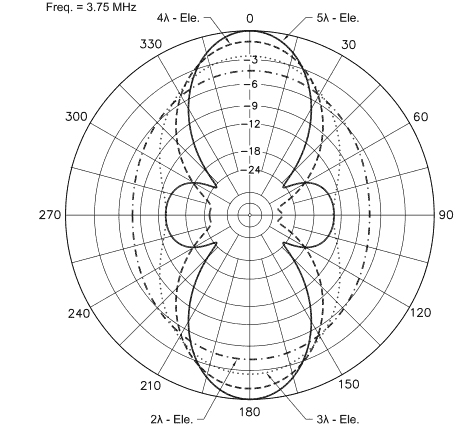 Freq. = 3.75 MHz
4λ - Ele. 0 5λ - Ele.
330 30
-3
300 -6 60
-9
-12
-18
-24
270 90
240 120
210 150
2λ - Ele. 180 3λ - Ele.